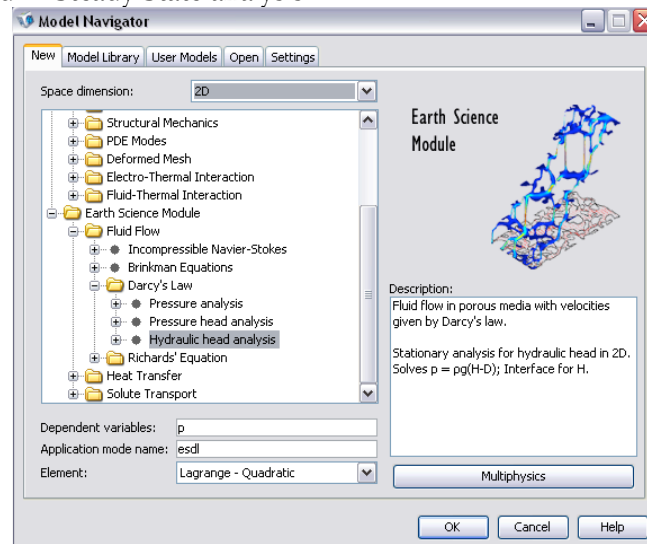 Steady State analysis
Model Navigator
New Model Library User Models Open Settings
Space dimension: 2D
Structural Mechanics
PDE Modes
Deformed Mesh
Electro-Thermal Interaction
Fluid-Thermal Interaction
Earth Science Module
Fluid Flow
Incompressible Navier-Stokes
Brinkman Equations
Darcy's Law
Pressure analysis
Pressure head analysis
Hydraulic head analysis
Richards' Equation
Heat Transfer
Solute Transport
Dependent variables: p
Application mode name: esdl
Element: Lagrange - Quadratic
Earth Science
Module
Description:
Fluid flow in porous media with velocities
given by Darcy's law.
Stationary analysis for hydraulic head in 2D.
Solves p = ρg(H-D); Interface for H.
Multiphysics
OK Cancel Help